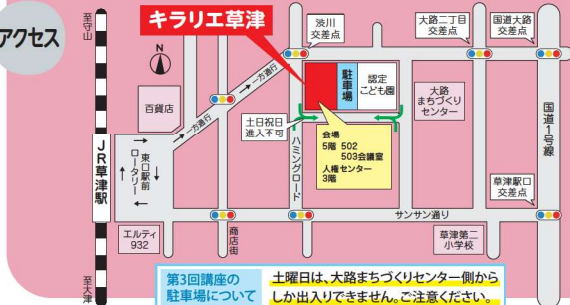 アクセス
至守山
キラリエ草津
渋川
交差点
大路二丁目
交差点
国道大路
交差点
N
一方通行
百貨店
駐車場
認定
こども園
大路
まちづくり
センター
土日祝日
進入不可
一方通行
会場
5階 502
503会議室
人権センター
3階
国道1号線
JR草津駅
東口駅前
ロータリー
ハミングロード
草津駅口
交差点
サンサン通り
エルティ
932
商店街
草津第二
小学校
至大津
第3回講座の
駐車場について
土曜日は、大路まちづくりセンター側から
しか出入りできません。ご注意ください。